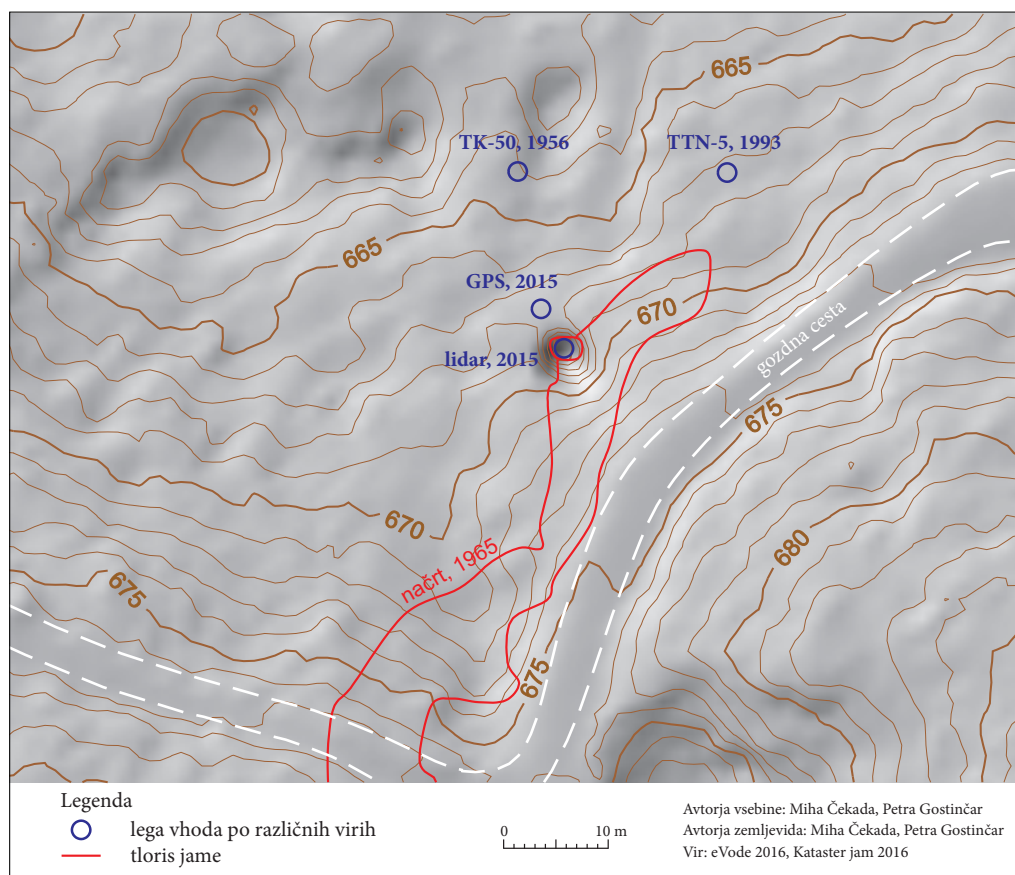 665
TK-50, 1956
TTN-5, 1993
665
GPS, 2015
670
lidar, 2015
gozdna cesta
675
670
680
načrt, 1965
675
675
Legenda
lega vhoda po različnih virih
tloris jame
0 10 m
Avtorja vsebine: Miha Čekada, Petra Gostinčar
Avtorja zemljevida: Miha Čekada, Petra Gostinčar
Vir: eVode 2016, Kataster jam 2016